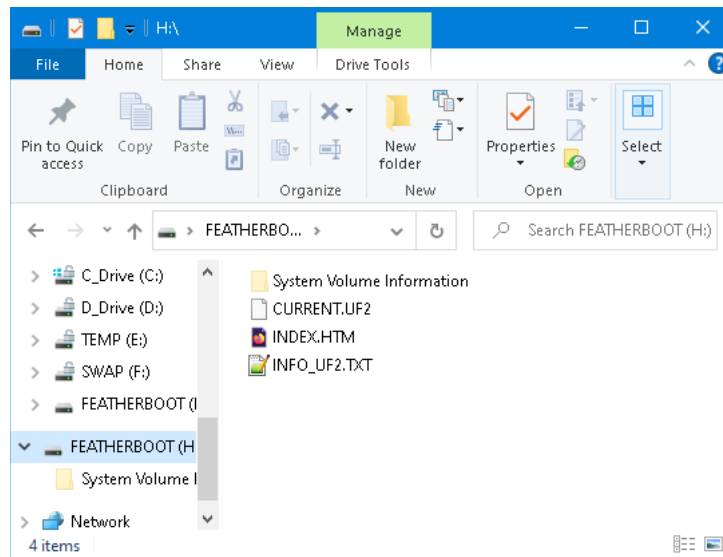 H:\
Manage
File Home Share View Drive Tools
Pin to Quick access
Copy
Paste
New folder
Properties
Select
Clipboard Organize New Open
FEATHERBO...
Search FEATHERBOOT (H:)
C_Drive (C:)
D_Drive (D:)
TEMP (E:)
SWAP (F:)
FEATHERBOOT (
FEATHERBOOT (H
System Volume I
Network
System Volume Information
CURRENT.UF2
INDEX.HTM
INFO_UF2.TXT
4 items